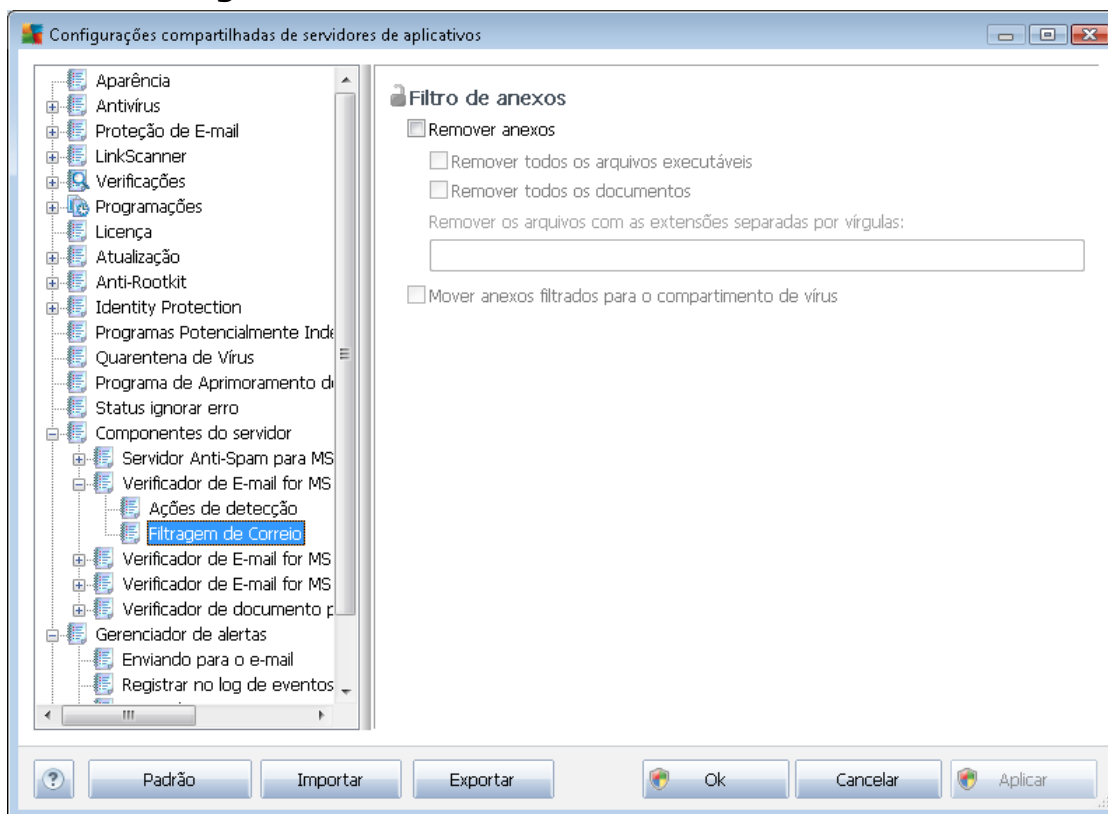 Configurações compartilhadas de servidores de aplicativos
Aparência
Antivírus
Proteção de E-mail
LinkScanner
Verificações
Programações
Licença
Atualização
Anti-Rootkit
Identity Protection
Programas Potencialmente Inde
Quarentena de Vírus
Programa de Aprimoramento d
Status ignorar erro
Componentes do servidor
Servidor Anti-Spam para MS
Verificador de E-mail for MS
Ações de detecção
Filtragem de Correio
Verificador de E-mail for MS
Verificador de E-mail for MS
Verificador de documento p
Gerenciador de alertas
Enviando para o e-mail
Registrar no log de eventos
Filtro de anexos
Remover anexos
Remover todos os arquivos executáveis
Remover todos os documentos
Remover os arquivos com as extensões separadas por vírgulas:
Mover anexos filtrados para o compartimento de vírus
Padrão Importar Exportar Ok Cancelar Aplicar